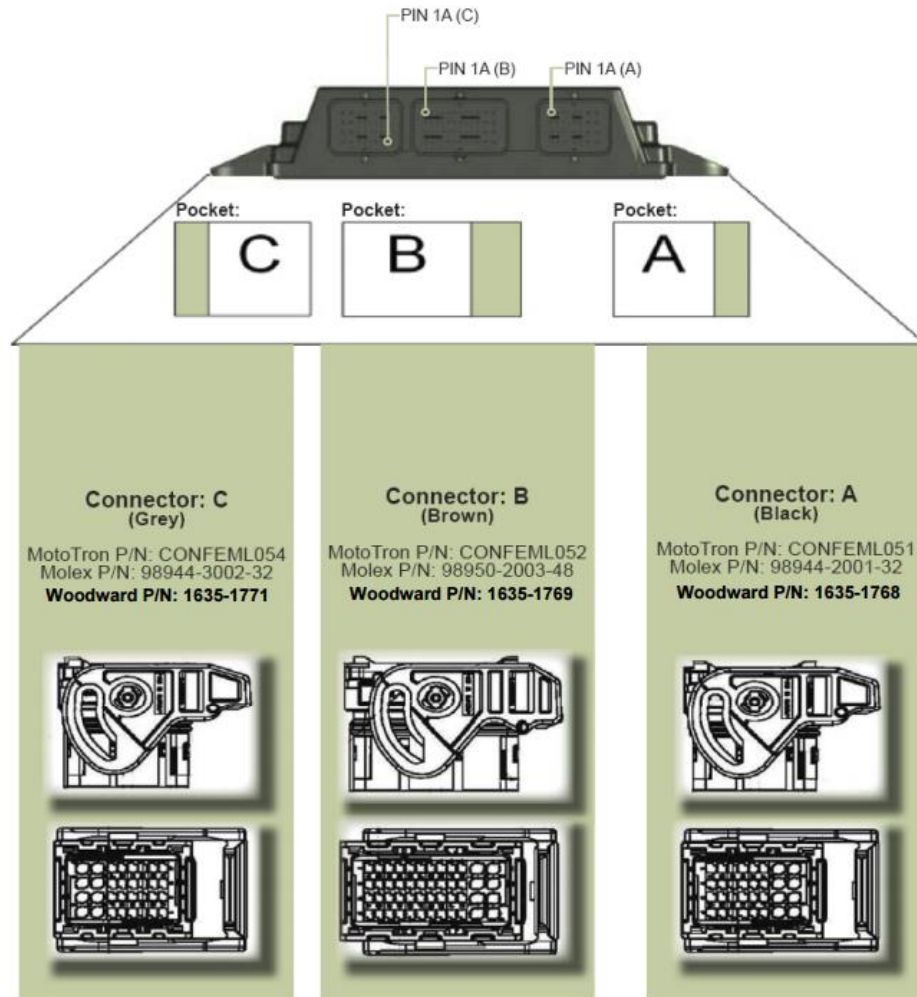 PIN 1A (C)
PIN 1A (B)
PIN 1A (A)
Pocket:
C
Pocket:
B
Pocket:
A
Connector: C
(Grey)
MotoTron P/N: CONFEML054
Molex P/N: 98944-3002-32
Woodward P/N: 1635-1771
Connector: B
(Brown)
MotoTron P/N: CONFEML052
Molex P/N: 98950-2003-48
Woodward P/N: 1635-1769
Connector: A
(Black)
MotoTron P/N: CONFEML051
Molex P/N: 98944-2001-32
Woodward P/N: 1635-1768